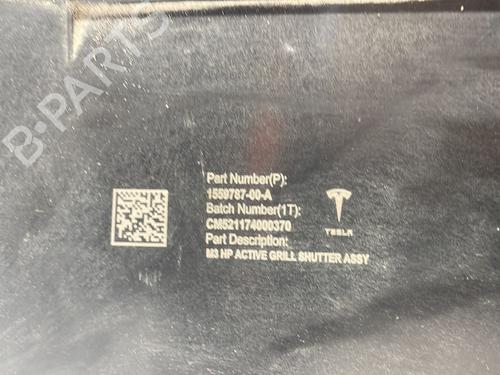 B-PARTS
Part Number(P):
1559787-00-A
Batch Number(1T):
CM521174000370
Part Description:
M3 HP ACTIVE GRILL SHUTTER ASSY
TESLA